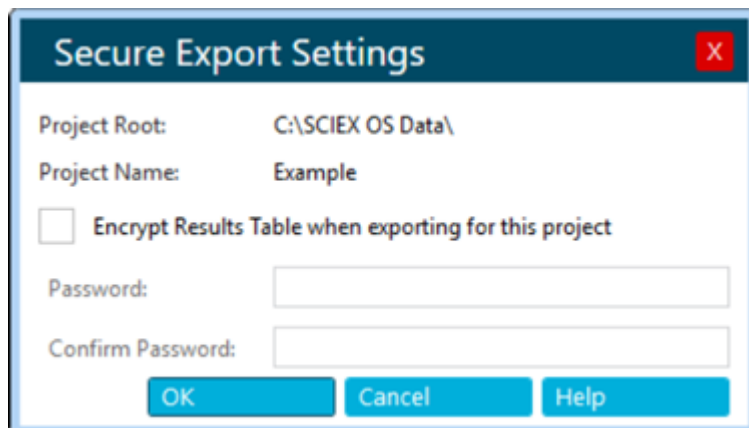 Secure Export Settings X
Project Root: C:\SCIEX OS Data\
Project Name: Example
Encrypt Results Table when exporting for this project
Password:
Confirm Password:
OK Cancel Help